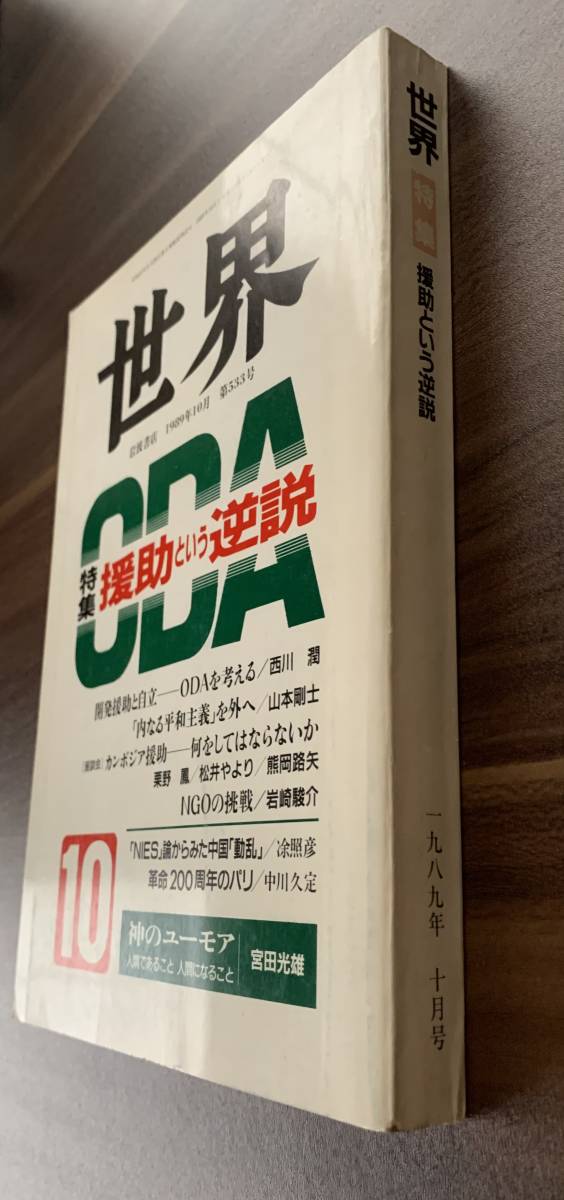 世界
岩波書店 1989年10月 第533号
ODA
特集 援助という逆説
開発援助と自立——ODAを考える/西川 潤
「内なる平和主義」を外へ/山本剛士
〔座談会〕カンボジア援助——何をしてはならないか
栗野 鳳/松井やより/熊岡路矢
NGOの挑戦/岩崎駿介
10
「NIES」論からみた中国「動乱」/凃照彦
革命200周年のパリ/中川久定
神のユーモア
人間であること 人間になること
宮田光雄
世界 特集 援助という逆説
一九八九年 十月号